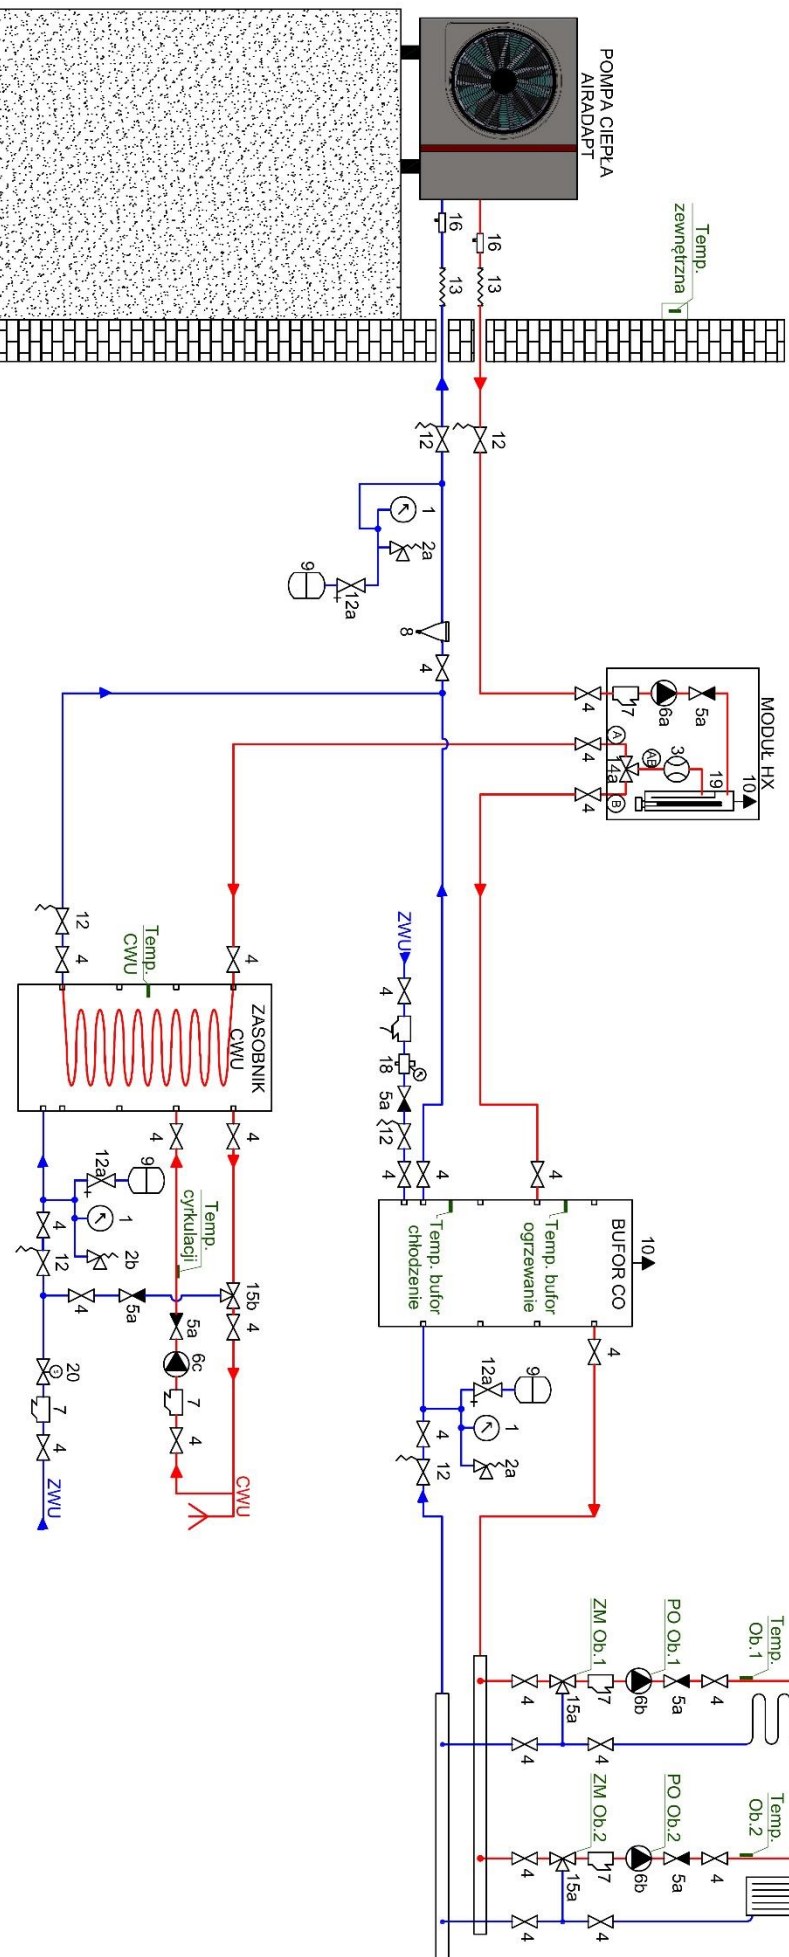 POMPA CIEPŁA
AIRADAPT
16
16
13
13
Temp.
zewnętrzna
12
12
1
2a
9
12a
8
4
MODUŁ HX
10
19
5a
3
6a
AB
17
A
14a
B
4
4
4
ZWU
4
7
18
5a
12
4
4
4
10
BUFOR CO
Temp. bufor
ogrzewanie
Temp. bufor
chłodzenie
4
9
12a
1
2a
4
12
12
4
4
Temp.
CWU
ZASOBNIK
CWU
4
4
Temp.
cyrkulacji
9
12a
1
2b
4
12
15b
4
5a
4
5a
6c
7
4
20
7
4
CWU
ZWU
Temp.
Ob.1
4
5a
PO Ob.1
6b
17
ZM Ob.1
15a
4
4
4
Temp.
Ob.2
4
5a
PO Ob.2
6b
17
ZM Ob.2
15a
4
4
4